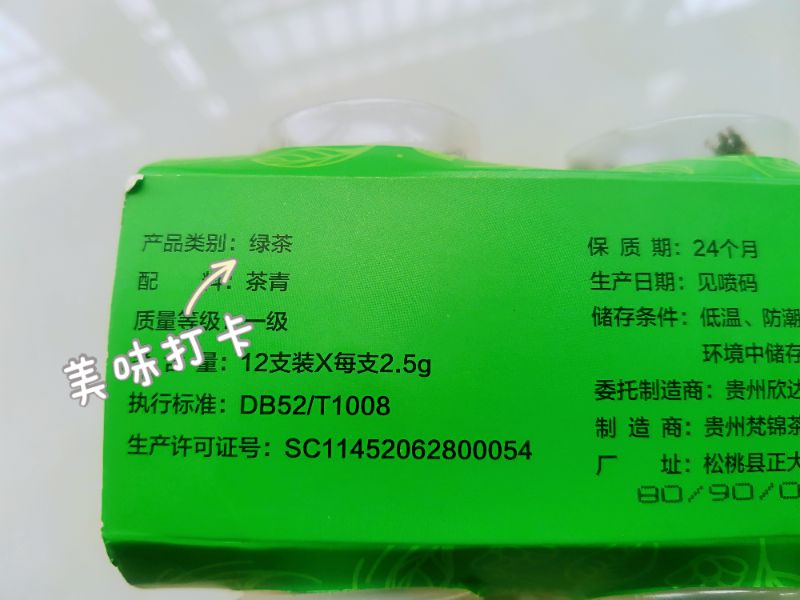 产品类别：绿茶
配 料：茶青
质量等级：一级
量：12支装X每支2.5g
执行标准：DB52/T1008
生产许可证号：SC11452062800054
美味打卡
保 质 期：24个月
生产日期：见喷码
储存条件：低温、防潮
环境中储存
委托制造商：贵州欣达
制 造 商：贵州梵锦茶
厂 址：松桃县正大